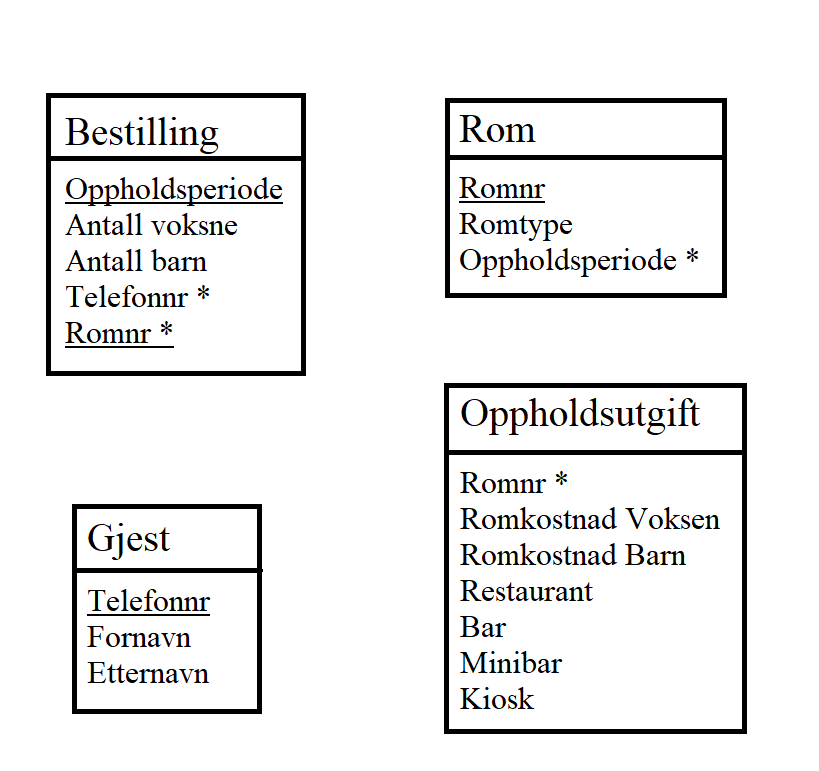 Bestilling
Oppholdsperiode
Antall voksne
Antall barn
Telefonnr *
Romnr *
Rom
Romnr
Romtype
Oppholdsperiode *
Gjest
Telefonnr
Fornavn
Etternavn
Oppholdsutgift
Romnr *
Romkostnad Voksen
Romkostnad Barn
Restaurant
Bar
Minibar
Kiosk